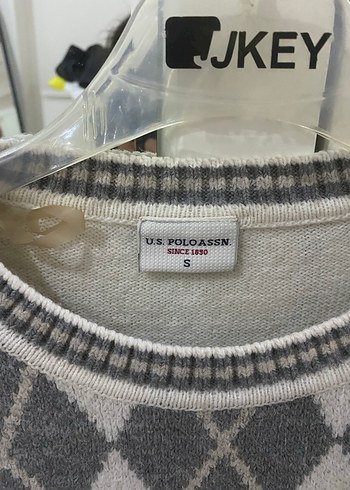 JKEY
U.S. POLO ASSN.
SINCE 1890
S